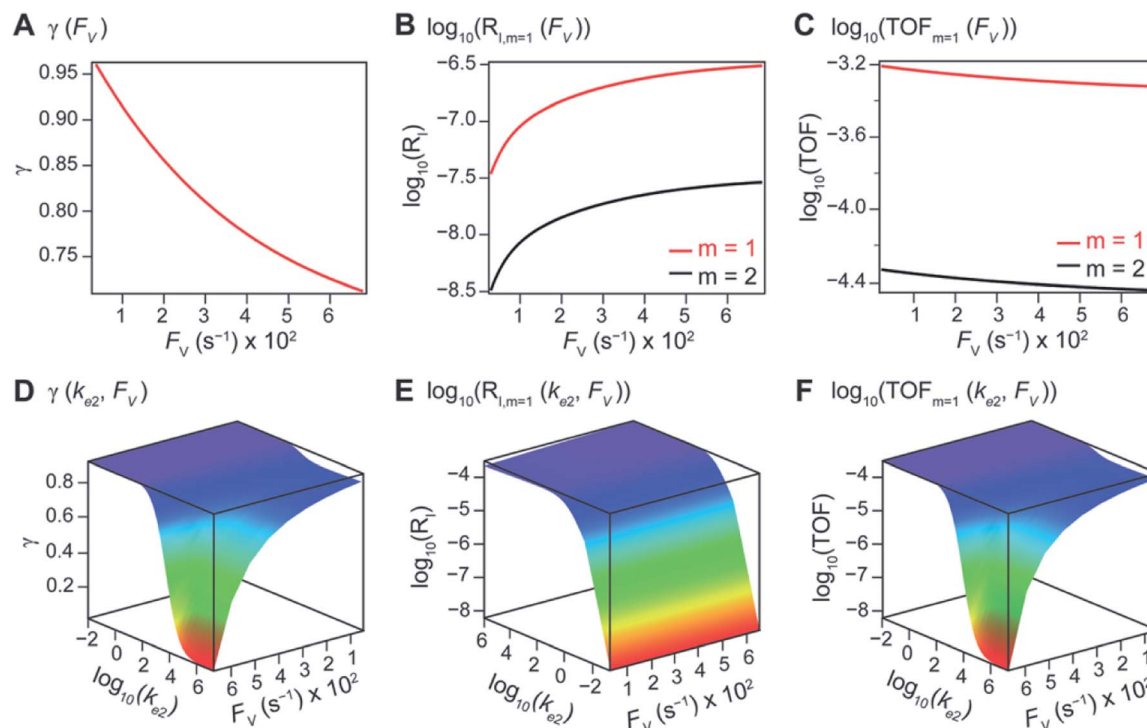 A γ (F_V)
0.95
0.90
0.85
0.80
0.75
γ
1 2 3 4 5 6
F_V (s⁻¹) x 10²
B log₁₀(R_l,m=1 (F_V))
−6.5
−7.0
−7.5
−8.0
−8.5
log₁₀(R_l)
m = 1
m = 2
1 2 3 4 5 6
F_V (s⁻¹) x 10²
C log₁₀(TOF_m=1 (F_V))
−3.2
−3.6
−4.0
−4.4
log₁₀(TOF)
m = 1
m = 2
1 2 3 4 5 6
F_V (s⁻¹) x 10²
D γ (k_e2, F_V)
0.8
0.6
0.4
0.2
γ
−2 0 2 4 6
log₁₀(k_e2)
6 5 4 3 2 1
F_V (s⁻¹) x 10²
E log₁₀(R_l,m=1 (k_e2, F_V))
−4
−5
−6
−7
−8
log₁₀(R_l)
6 4 2 0 −2
log₁₀(k_e2)
1 2 3 4 5 6
F_V (s⁻¹) x 10²
F log₁₀(TOF_m=1 (k_e2, F_V))
−4
−5
−6
−7
−8
log₁₀(TOF)
−2 0 2 4 6
log₁₀(k_e2)
6 5 4 3 2 1
F_V (s⁻¹) x 10²